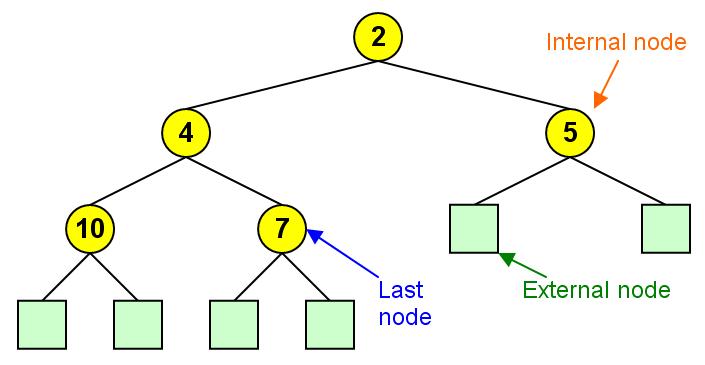 2
Internal node
4
5
10
7
Last
node
External node